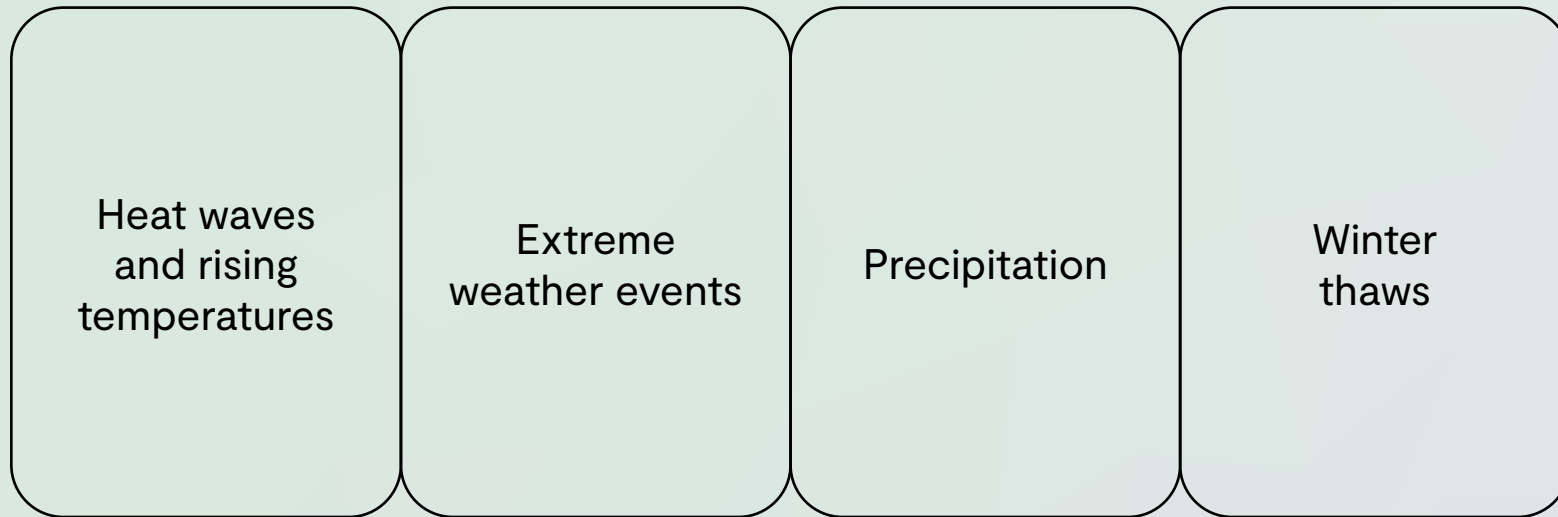 Heat waves
and rising
temperatures
Extreme
weather events
Precipitation
Winter
thaws